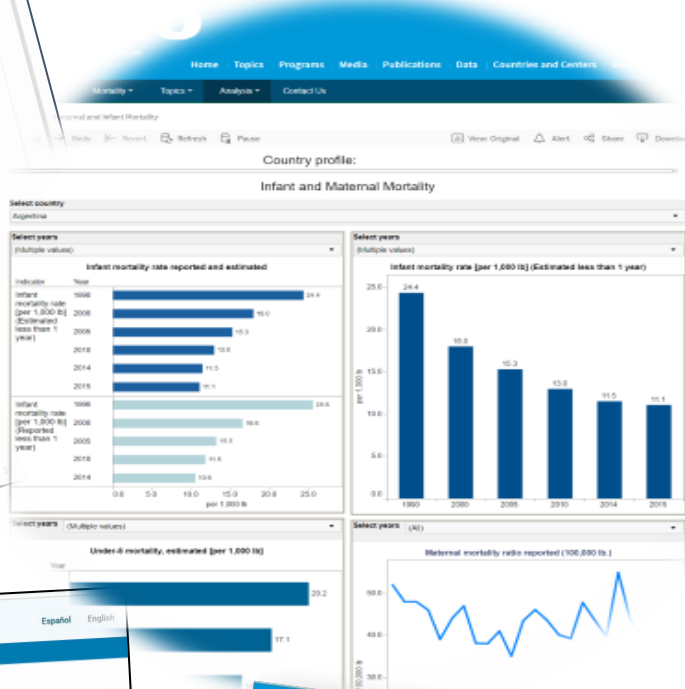 Home Topics Programs Media Publications Data Countries and Centers
Mortality Topics Analysis Contact Us
and Infant Mortality
Redo Revert Refresh Pause View: Original Alert Share
Country profile:
Infant and Maternal Mortality
Select country
Argentina
Select years
(Multiple values)
Infant mortality rate reported and estimated
Indicator Year
Infant mortality rate [per 1,000 lb] (Estimated less than 1 year)
1990 24.4
2000 18.0
2005 15.3
2010
2014 11.5
2015 11.1
Infant mortality rate [per 1,000 lb] (Reported less than 1 year)
1990 25.6
2000 16.6
2005
2010
2014
0.0 5.0 10.0 15.0 20.0 25.0
per 1,000 lb
Select years
(Multiple values)
Infant mortality rate [per 1,000 lb] (Estimated less than 1 year)
per 1,000 lb
25.0
20.0
15.0
10.0
5.0
0.0
24.4 18.0 15.3 13.0 11.5 11.1
1990 2000 2005 2010 2014 2015
Select years (Multiple values)
Under-5 mortality, estimated [per 1,000 lb]
Year
29.2
17.1
Select years (All)
Maternal mortality ratio reported (100,000 lb.)
50.0
40.0
30.0
Español English